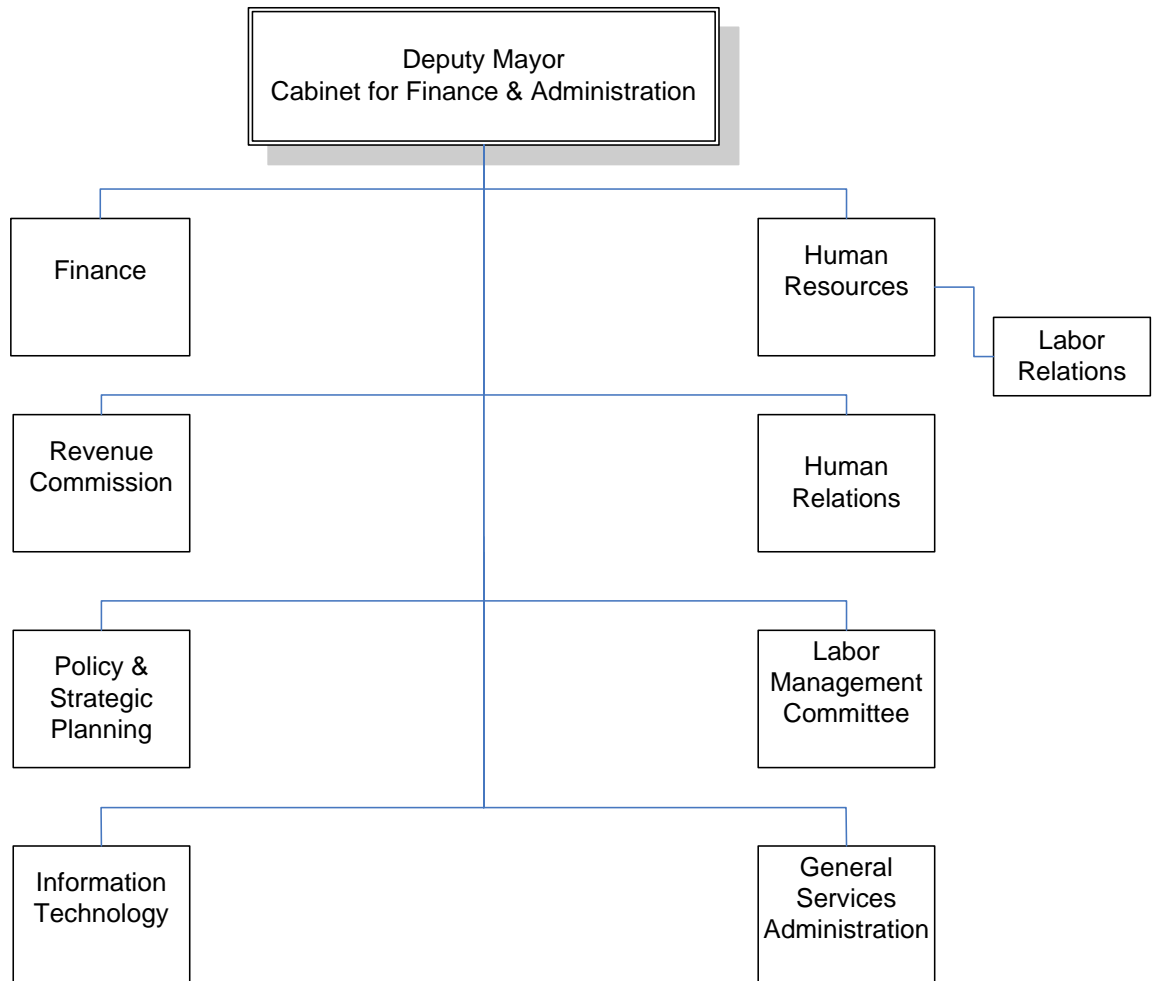 Deputy Mayor
Cabinet for Finance & Administration
Finance
Human
Resources
Labor
Relations
Revenue
Commission
Human
Relations
Policy &
Strategic
Planning
Labor
Management
Committee
Information
Technology
General
Services
Administration